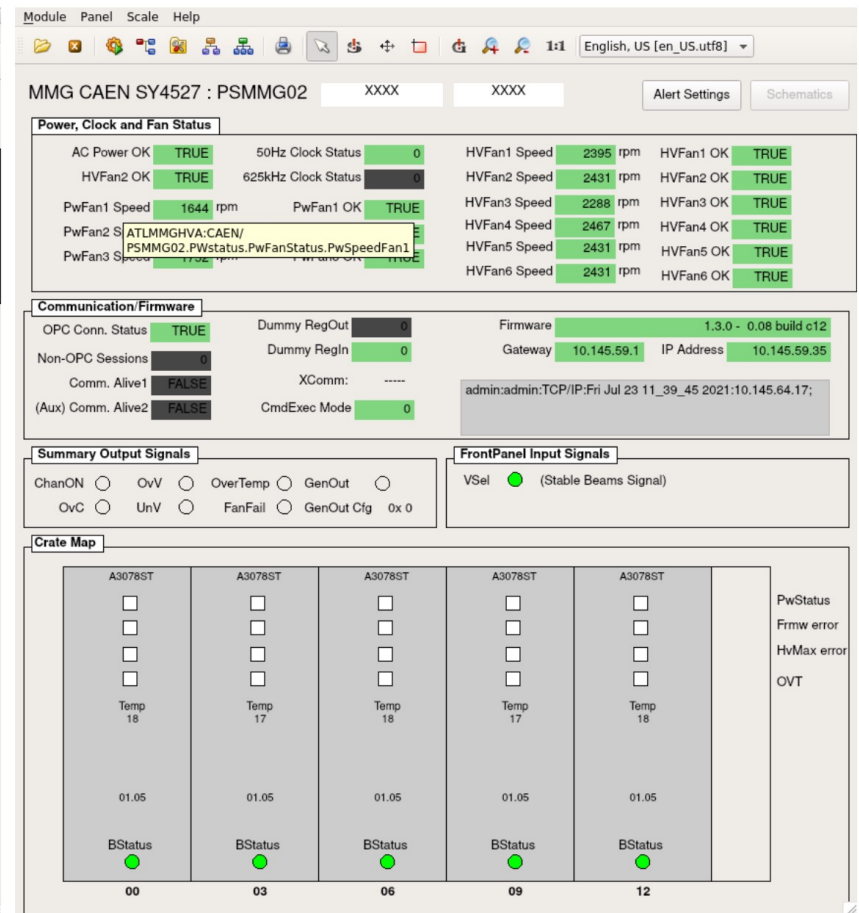 Module Panel Scale Help
1:1 English, US [en_US.utf8]
MMG CAEN SY4527 : PSMMG02 XXXX XXXX Alert Settings Schematics
Power, Clock and Fan Status
AC Power OK TRUE 50Hz Clock Status 0 HVFan1 Speed 2395 rpm HVFan1 OK TRUE
HVFan2 OK TRUE 625kHz Clock Status 0 HVFan2 Speed 2431 rpm HVFan2 OK TRUE
PwFan1 Speed 1644 rpm PwFan1 OK TRUE HVFan3 Speed 2288 rpm HVFan3 OK TRUE
PwFan2 S HVFan4 Speed 2467 rpm HVFan4 OK TRUE
ATLMMGHVA:CAEN/
PSMMG02.PWstatus.PwFanStatus.PwSpeedFan1
PwFan3 HVFan5 Speed 2431 rpm HVFan5 OK TRUE
HVFan6 Speed 2431 rpm HVFan6 OK TRUE
Communication/Firmware
OPC Conn. Status TRUE Dummy RegOut 0 Firmware 1.3.0 - 0.08 build c12
Non-OPC Sessions 0 Dummy RegIn 0 Gateway 10.145.59.1 IP Address 10.145.59.35
Comm. Alive1 FALSE XComm: ----- admin:admin:TCP/IP:Fri Jul 23 11_39_45 2021:10.145.64.17;
(Aux) Comm. Alive2 FALSE CmdExec Mode 0
Summary Output Signals
ChanON OvV OverTemp GenOut
OvC UnV FanFail GenOut Cfg 0x 0
FrontPanel Input Signals
VSel (Stable Beams Signal)
Crate Map
A3078ST A3078ST A3078ST A3078ST A3078ST
PwStatus
Frmw error
HvMax error
OVT
Temp Temp Temp Temp Temp
18 17 18 17 18
01.05 01.05 01.05 01.05 01.05
BStatus BStatus BStatus BStatus BStatus
00 03 06 09 12